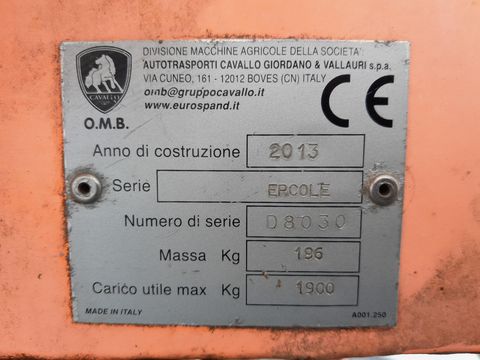 DIVISIONE MACCHINE AGRICOLE DELLA SOCIETA'
AUTOTRASPORTI CAVALLO GIORDANO & VALLAURI s.p.a.
VIA CUNEO, 161 - 12012 BOVES (CN) ITALY
omb@gruppocavallo.it
www.eurospand.it
CAVALLO
O.M.B.
CE
Anno di costruzione 2013
Serie ERCOLE
Numero di serie D8030
Massa Kg 196
Carico utile max Kg 1900
MADE IN ITALY A001.250